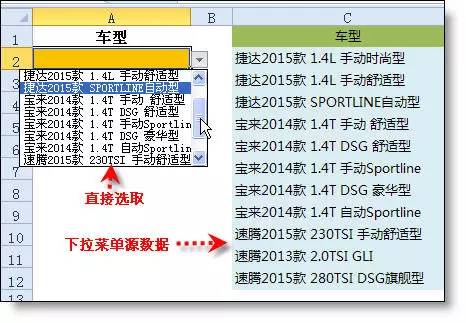 A B C
1 车型 车型
2 捷达2015款 1.4L 手动时尚型
捷达2015款 1.4L 手动舒适型
捷达2015款 SPORTLINE自动型
宝来2014款 1.4T 手动 舒适型
宝来2014款 1.4T DSG 舒适型
宝来2014款 1.4T 手动Sportline
宝来2014款 1.4T DSG 豪华型
宝来2014款 1.4T 自动Sportlin
速腾2015款 230TSI 手动舒适型
直接选取
下拉菜单源数据
3 捷达2015款 1.4L 手动舒适型
4 捷达2015款 SPORTLINE自动型
5 宝来2014款 1.4T 手动 舒适型
6 宝来2014款 1.4T DSG 舒适型
7 宝来2014款 1.4T 手动Sportline
8 宝来2014款 1.4T DSG 豪华型
9 宝来2014款 1.4T 自动Sportline
10 速腾2015款 230TSI 手动舒适型
11 速腾2013款 2.0TSI GLI
12 速腾2015款 280TSI DSG旗舰型
13